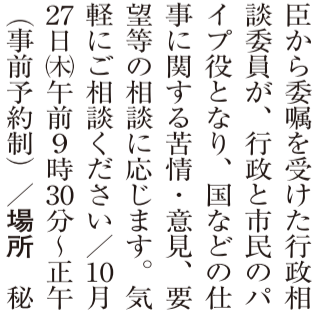 臣から委嘱を受けた行政相
談委員が、行政と市民のパ
イプ役となり、国などの仕
事に関する苦情・意見、要
望等の相談に応じます。気
軽にご相談ください／10月
27日㈭午前９時30分～正午
（事前予約制）／場所　秘